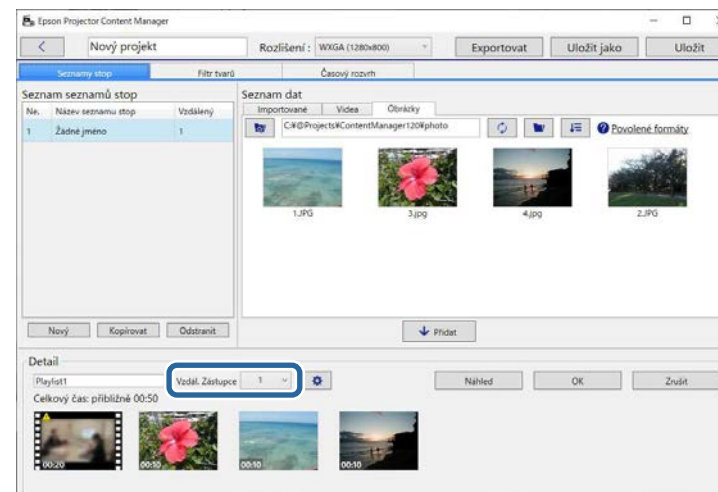 Epson Projector Content Manager
Nový projekt Rozlišení : WXGA (1280x800) Exportovat Uložit jako Uložit
Seznamy stop Filtr tvarů Časový rozvrh
Seznam seznamů stop Seznam dat
Ne. Název seznamu stop Vzdálený Importované Videa Obrázky
1 Žádné jméno 1 C:¥@Projects¥ContentManager120¥photo Povolené formáty
1.JPG 3.jpg 4.jpg 2.JPG
Nový Kopírovat Odstranit Přidat
Detail
Playlist1 Vzdál. Zástupce 1 Náhled OK Zrušit
Celkový čas: přibližně 00:50
00:20 00:10 00:10 00:10